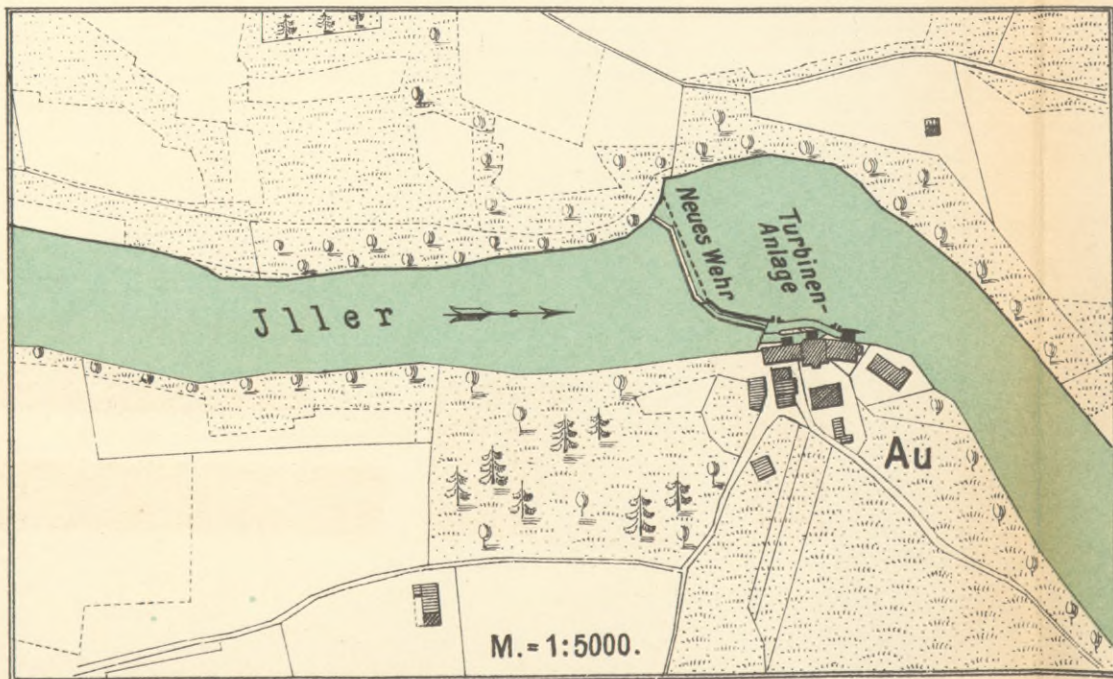 Neues Wehr
Turbinen-
Anlage
Jller
Au
M. = 1:5000.